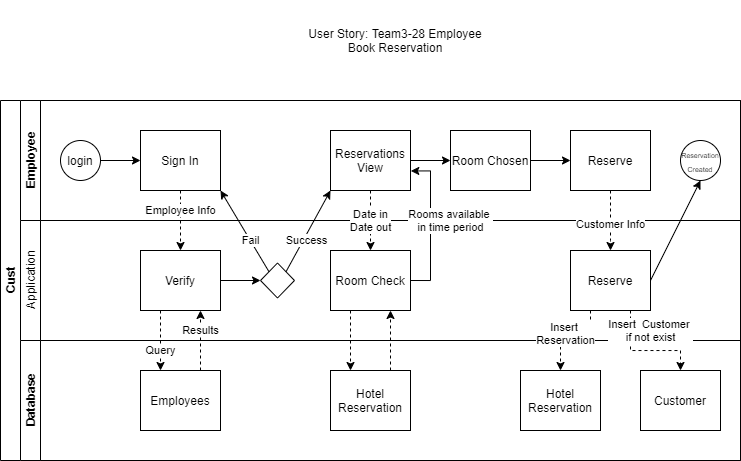 User Story: Team3-28 Employee
Book Reservation
Cust
Employee
login
Sign In
Reservations
View
Room Chosen
Reserve
Reservation
Created
Employee Info
Date in
Date out
Rooms available
in time period
Customer Info
Fail
Success
Application
Verify
Room Check
Reserve
Query
Results
Insert
Reservation
Insert Customer
if not exist
Database
Employees
Hotel
Reservation
Hotel
Reservation
Customer